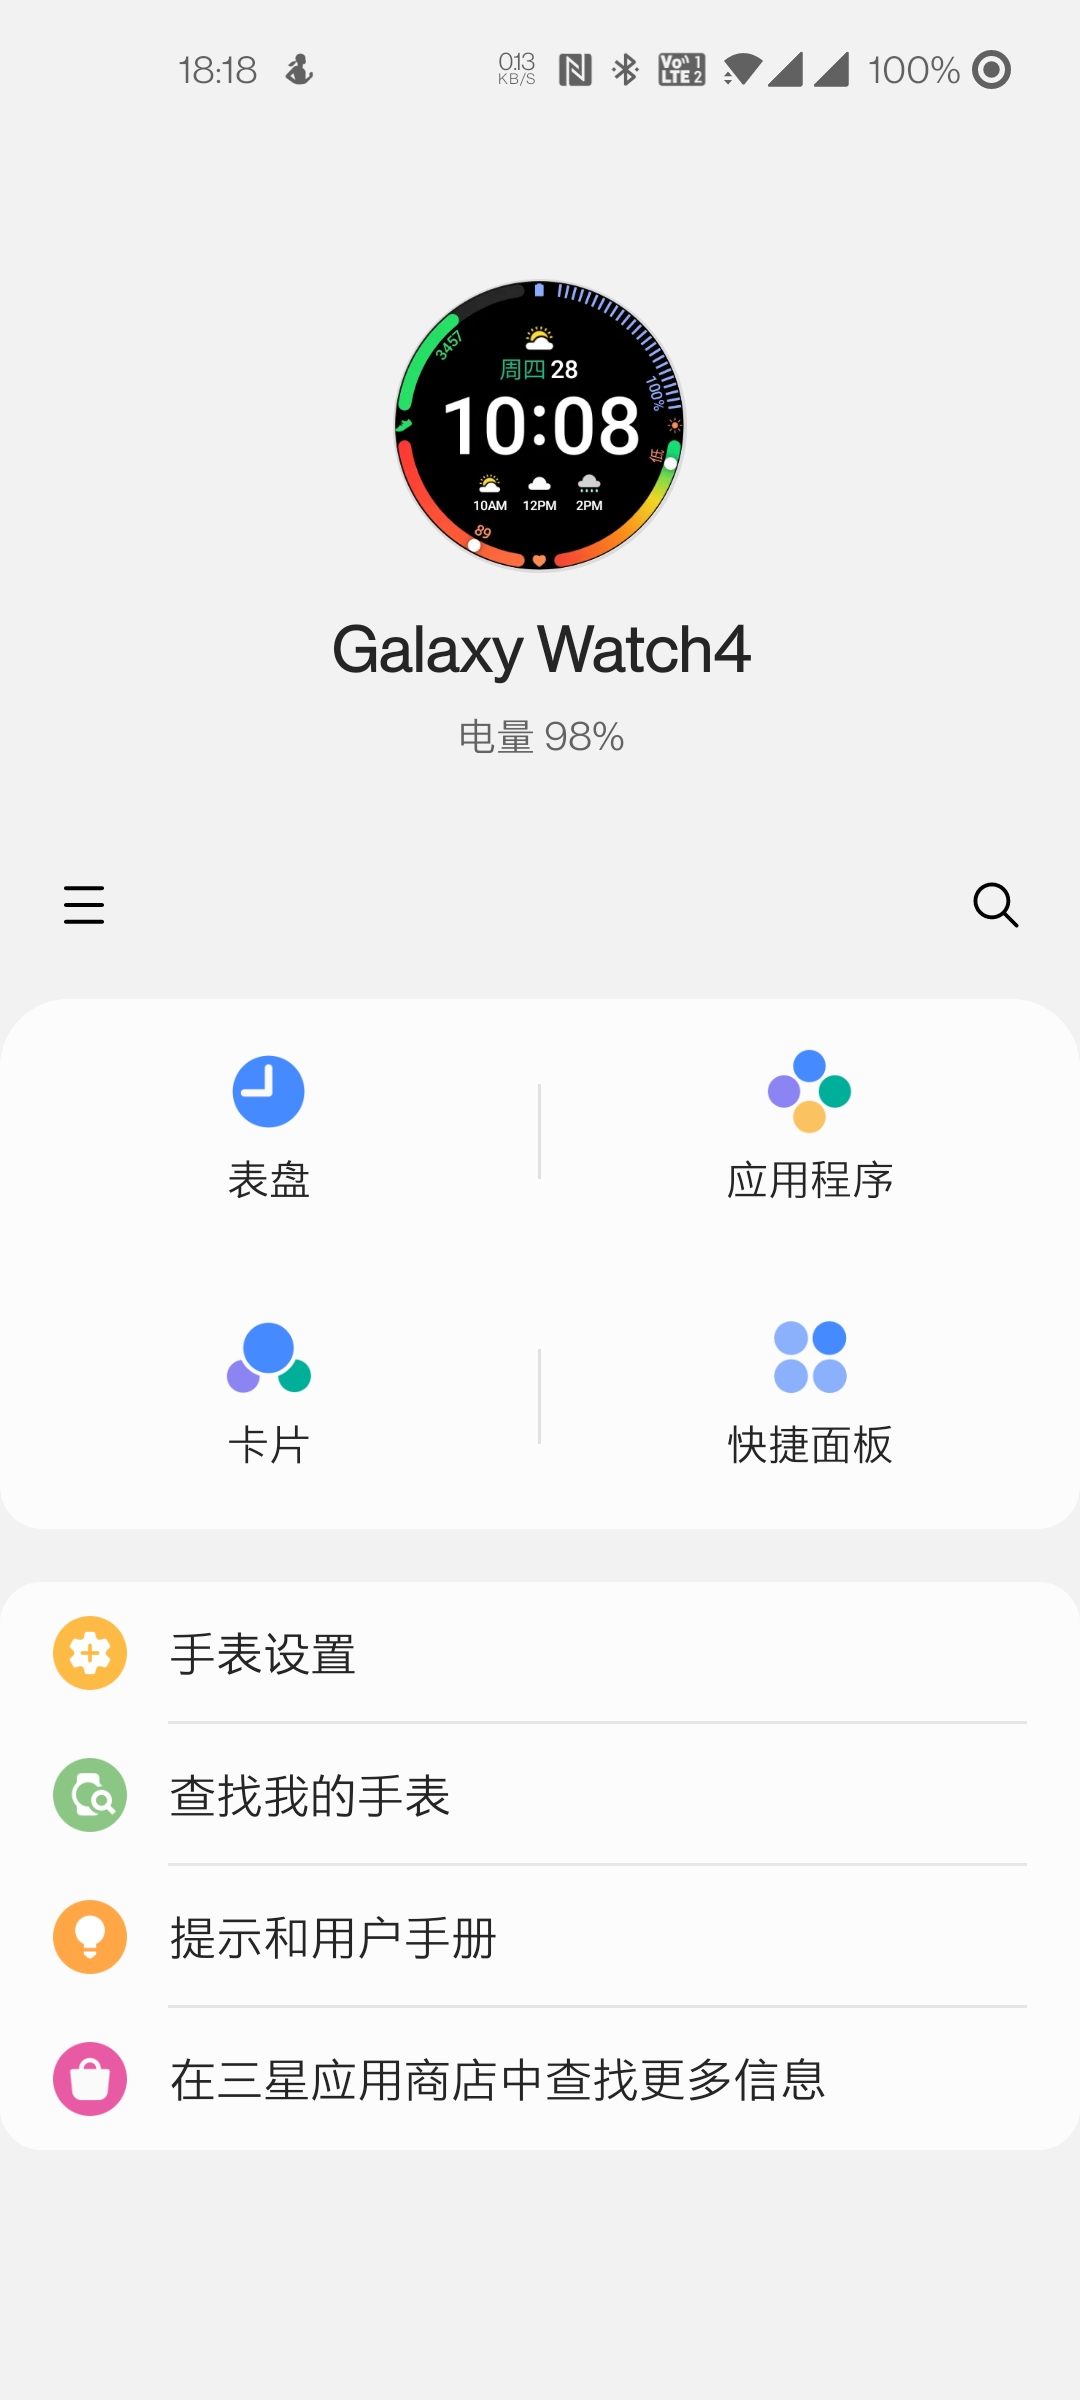 18:18
0.13 KB/S
Vo)) 1
LTE 2
100%
3457
100%
周四 28
10:08
低
10AM 12PM 2PM
68
Galaxy Watch4
电量 98%
表盘
应用程序
卡片
快捷面板
手表设置
查找我的手表
提示和用户手册
在三星应用商店中查找更多信息